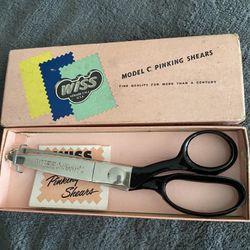 WISS
MODEL C PINKING SHEARS
FINE QUALITY FOR MORE THAN A CENTURY
WISS
Pinking
Shears